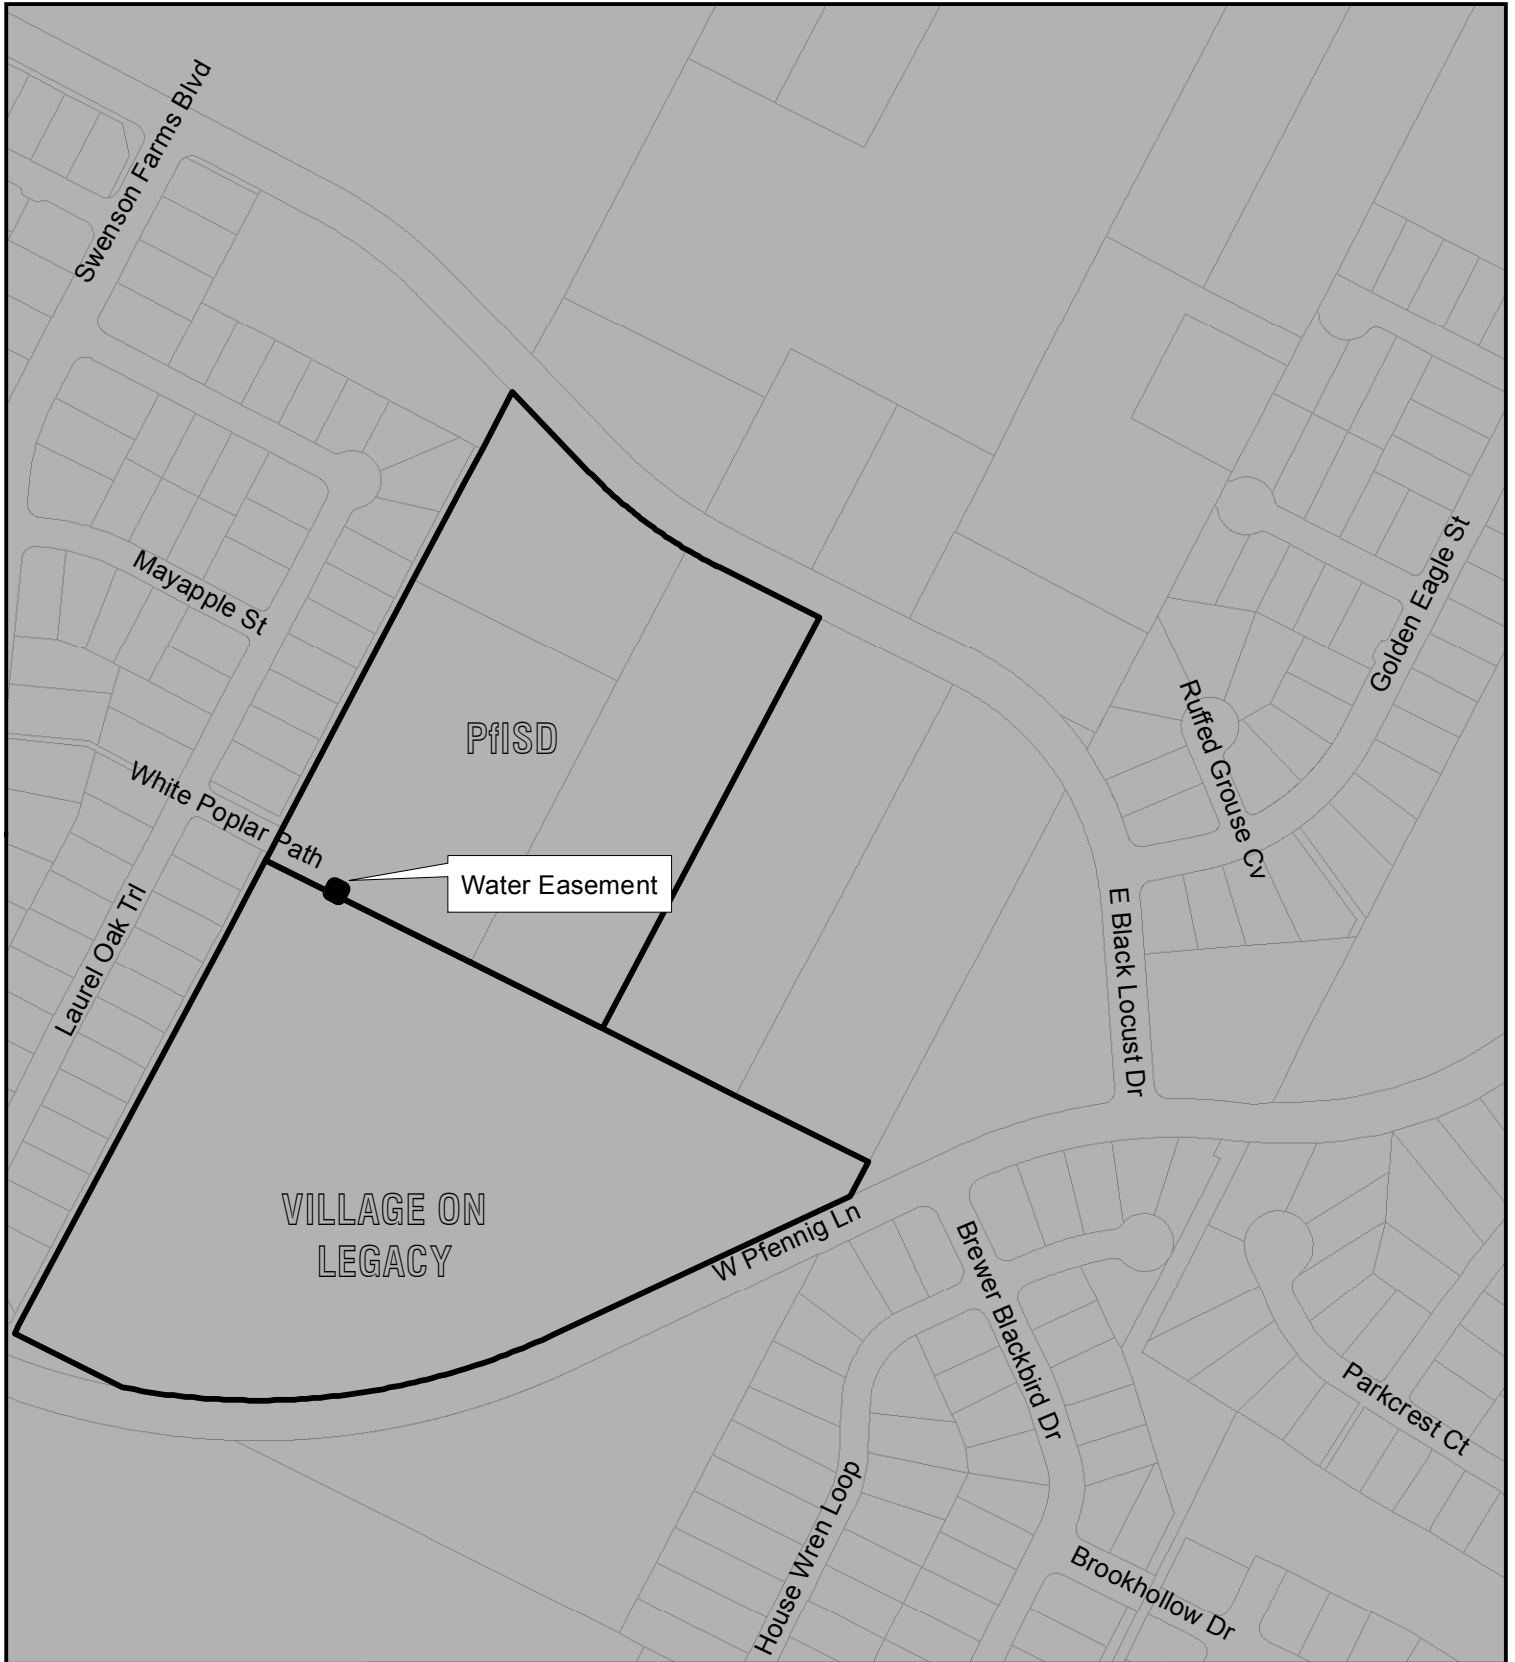 Swenson Farms Blvd
Mayapple St
Golden Eagle St
Ruffed Grouse Cv
PfISD
White Poplar Path
Water Easement
Laurel Oak Trl
E Black Locust Dr
VILLAGE ON
LEGACY
W Pfennig Ln
Brewer Blackbird Dr
Parkcrest Ct
House Wren Loop
Brookhollow Dr